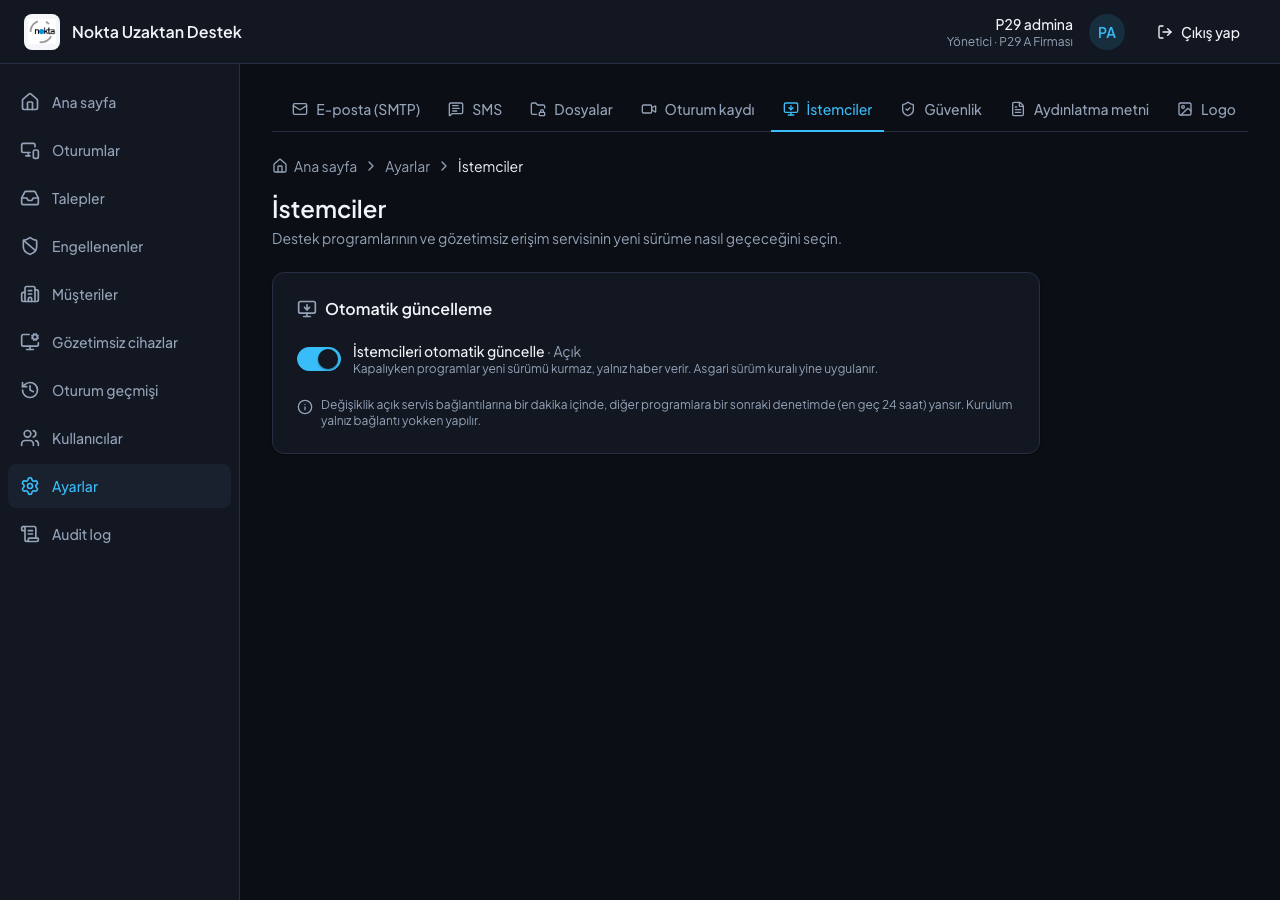 nokta
Nokta Uzaktan Destek
P29 admina
Yönetici · P29 A Firması
PA
Çıkış yap
Ana sayfa
Oturumlar
Talepler
Engellenenler
Müşteriler
Gözetimsiz cihazlar
Oturum geçmişi
Kullanıcılar
Ayarlar
Audit log
E-posta (SMTP)
SMS
Dosyalar
Oturum kaydı
İstemciler
Güvenlik
Aydınlatma metni
Logo
Ana sayfa > Ayarlar > İstemciler
İstemciler
Destek programlarının ve gözetimsiz erişim servisinin yeni sürüme nasıl geçeceğini seçin.
Otomatik güncelleme
İstemcileri otomatik güncelle · Açık
Kapalıyken programlar yeni sürümü kurmaz, yalnız haber verir. Asgari sürüm kuralı yine uygulanır.
Değişiklik açık servis bağlantılarına bir dakika içinde, diğer programlara bir sonraki denetimde (en geç 24 saat) yansır. Kurulum
yalnız bağlantı yokken yapılır.